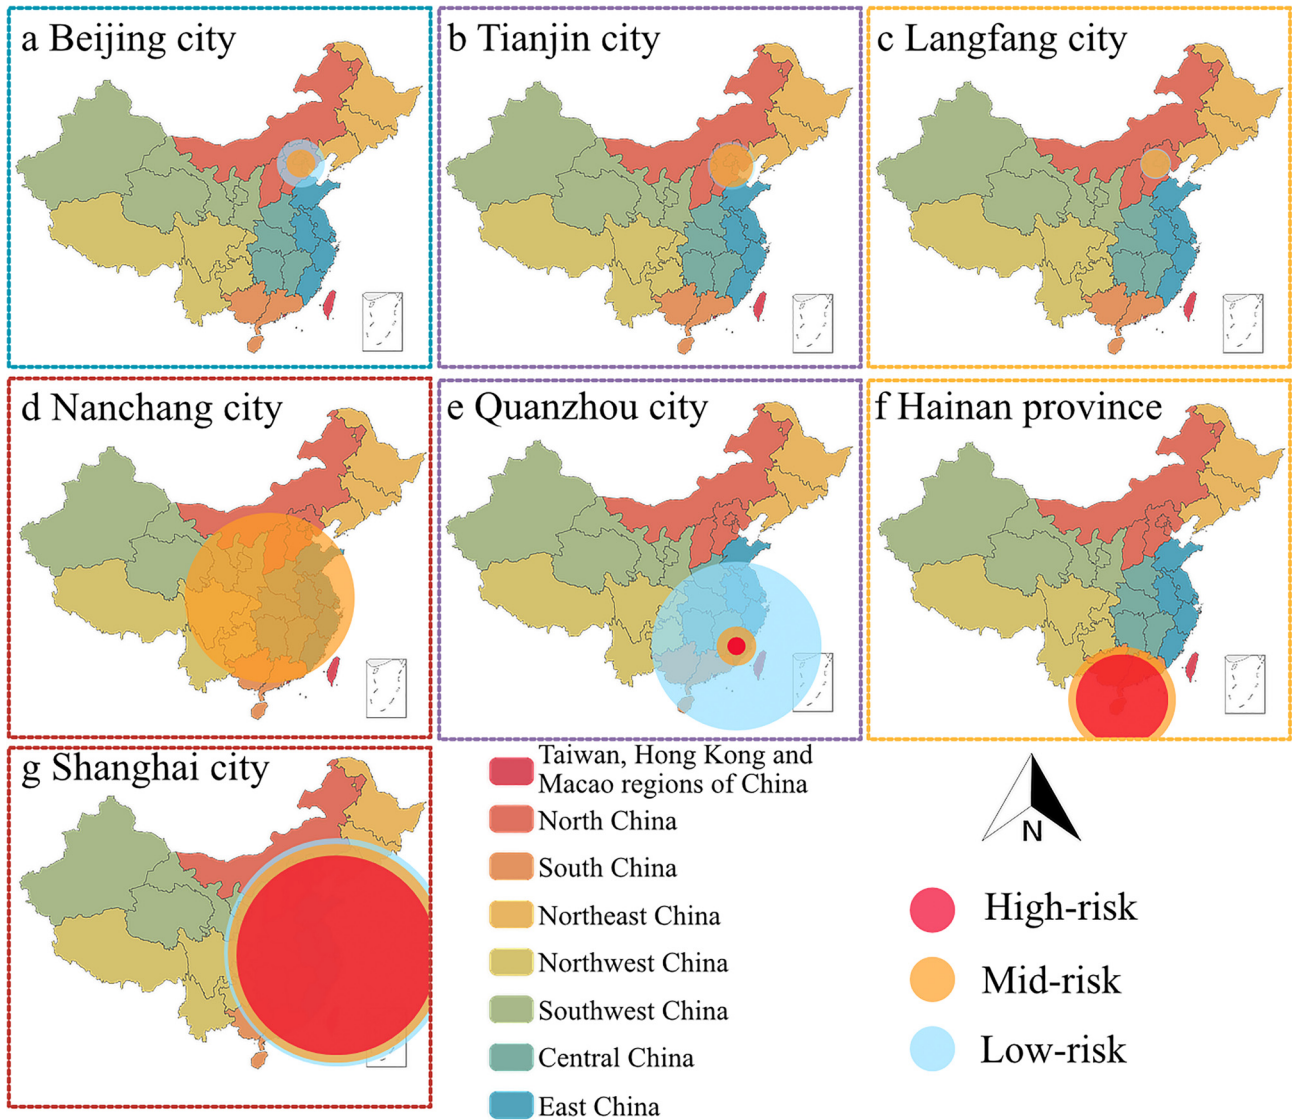 a Beijing city
b Tianjin city
c Langfang city
d Nanchang city
e Quanzhou city
f Hainan province
g Shanghai city
Taiwan, Hong Kong and
Macao regions of China
North China
South China
Northeast China
Northwest China
Southwest China
Central China
East China
N
High-risk
Mid-risk
Low-risk